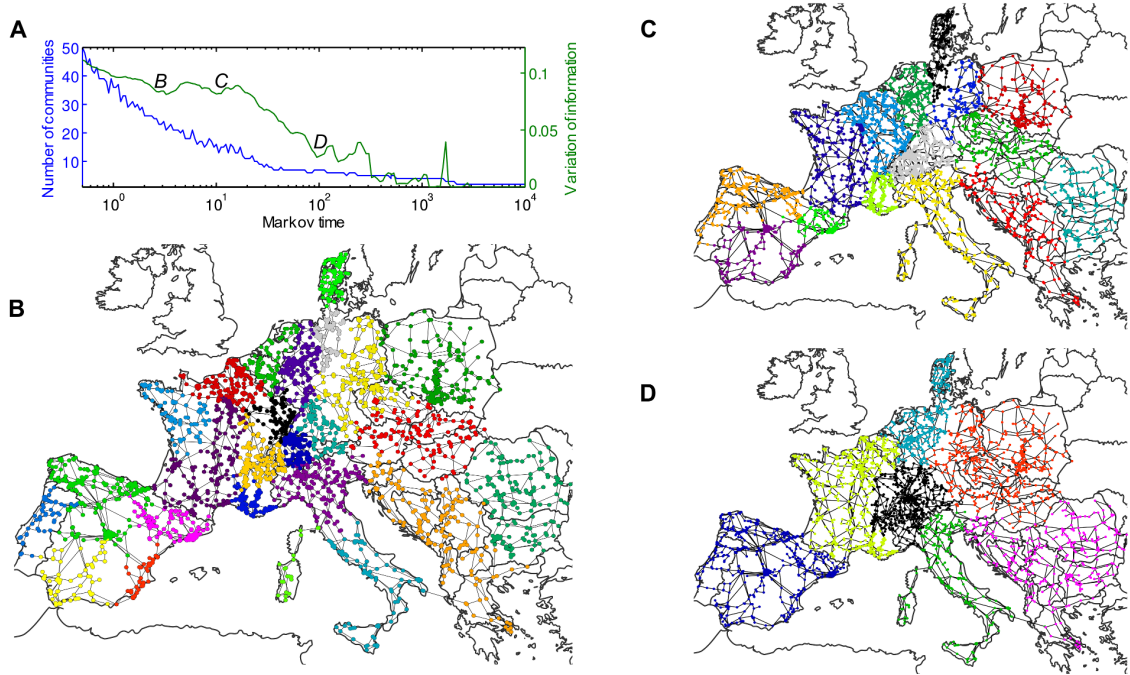 A
Number of communities
50
40
30
20
10
B
C
D
0.1
0.05
0
Variation of information
10^0
10^1
10^2
10^3
10^4
Markov time
B
C
D